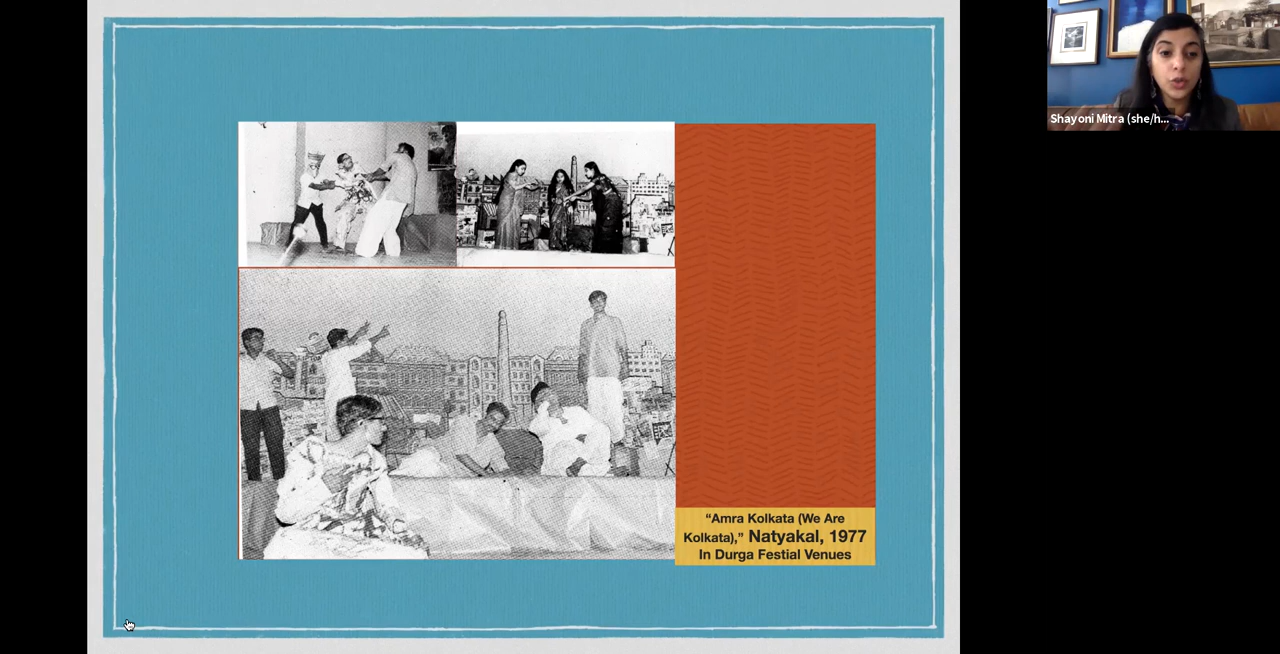 Shayoni Mitra (she/h...
“Amra Kolkata (We Are
Kolkata),” Natyakal, 1977
In Durga Festial Venues